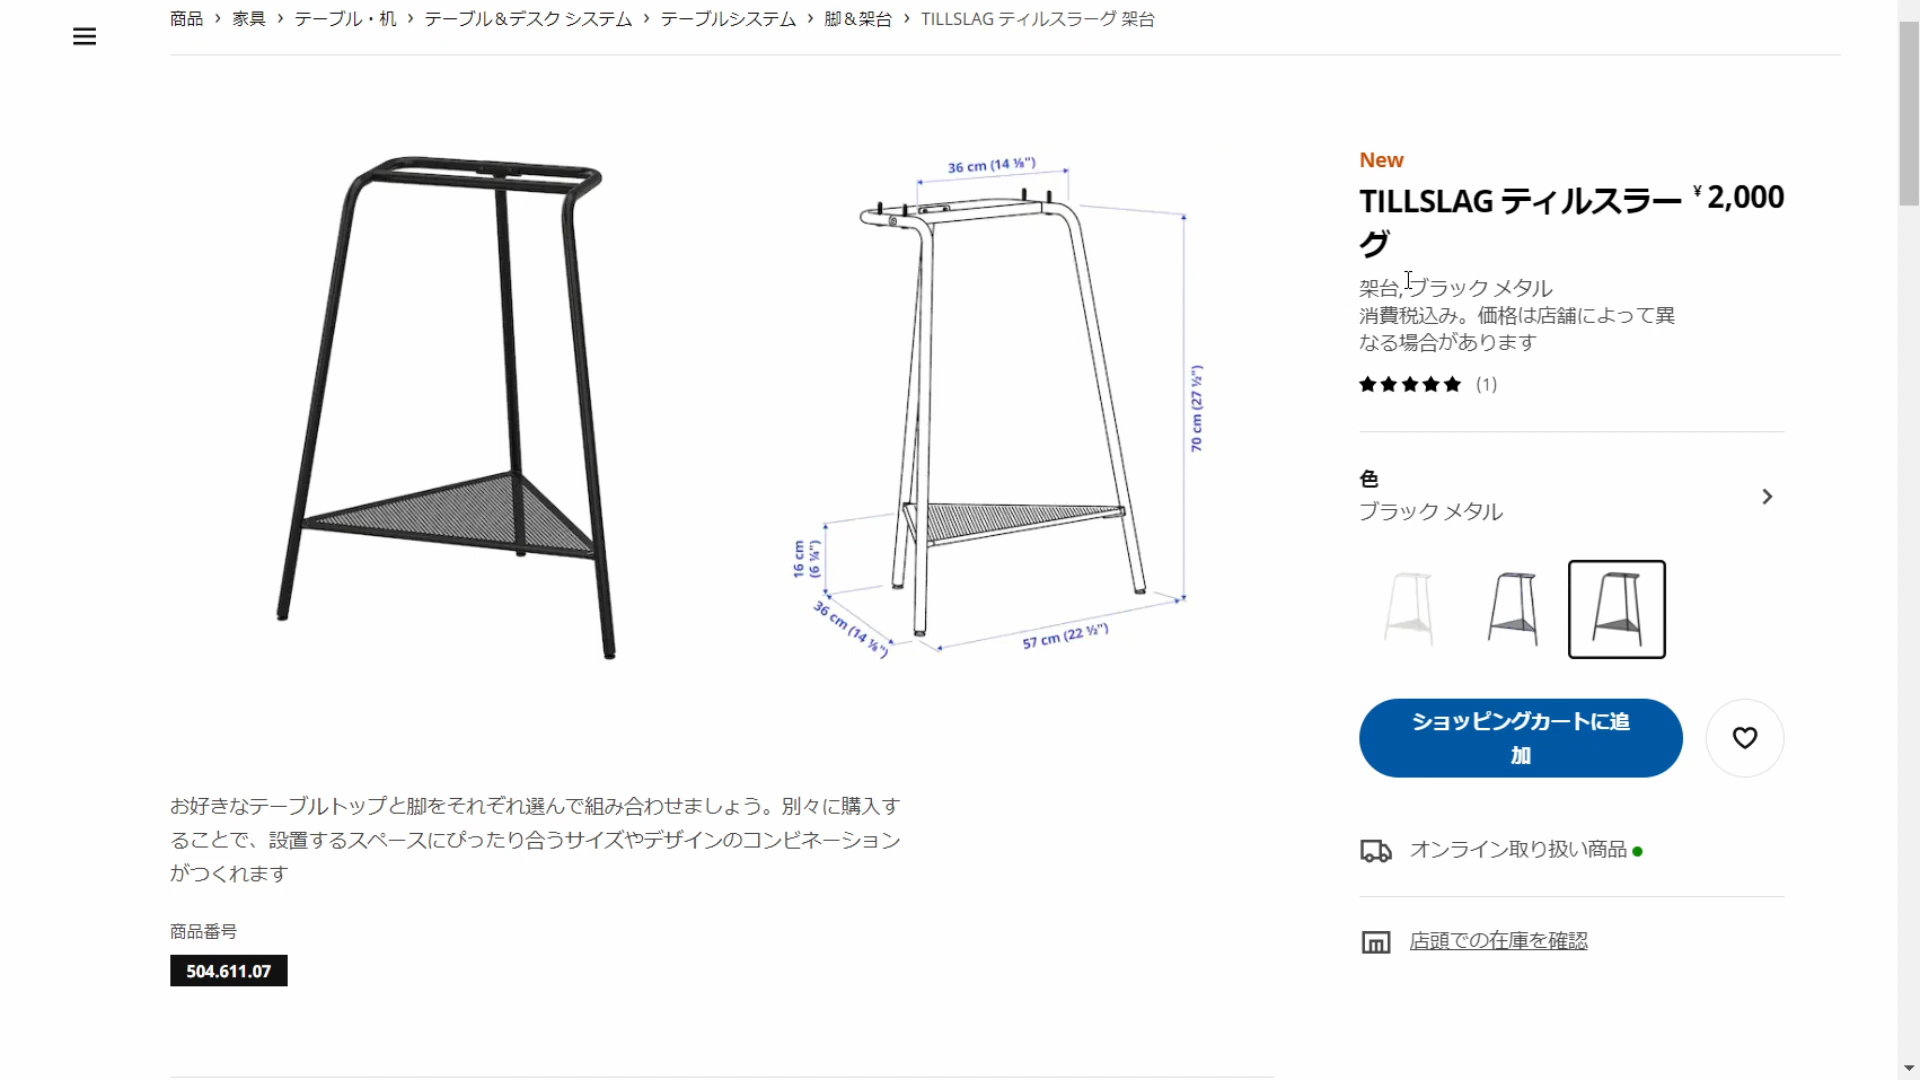 商品 › 家具 › テーブル・机 › テーブル＆デスク システム › テーブルシステム › 脚＆架台 › TILLSLAG ティルスラーグ 架台
36 cm (14 ⅛")
70 cm (27 ½")
16 cm
(6 ¼")
36 cm (14 ⅛")
57 cm (22 ½")
New
TILLSLAG ティルスラー
グ
¥2,000
架台, ブラック メタル
消費税込み。価格は店舗によって異
なる場合があります
★★★★★ (1)
色
ブラック メタル
ショッピングカートに追
加
オンライン取り扱い商品
店頭での在庫を確認
お好きなテーブルトップと脚をそれぞれ選んで組み合わせましょう。別々に購入す
ることで、設置するスペースにぴったり合うサイズやデザインのコンビネーション
がつくれます
商品番号
504.611.07